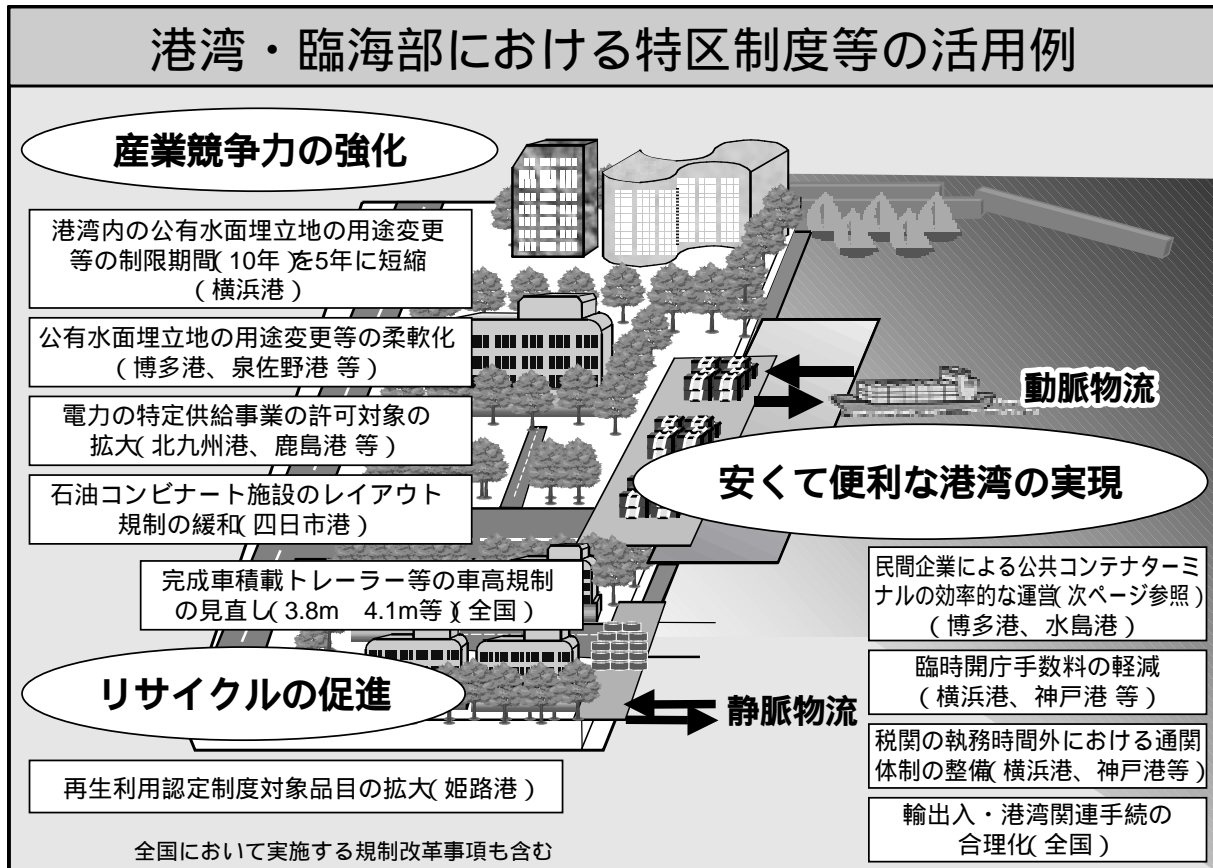 港湾・臨海部における特区制度等の活用例
産業競争力の強化
港湾内の公有水面埋立地の用途変更
等の制限期間(10年)を5年に短縮
(横浜港)
公有水面埋立地の用途変更等の柔軟化
(博多港、泉佐野港 等)
電力の特定供給事業の許可対象の
拡大(北九州港、鹿島港 等)
石油コンビナート施設のレイアウト
規制の緩和(四日市港)
完成車積載トレーラー等の車高規制
の見直し(3.8m 4.1m等)(全国)
リサイクルの促進
再生利用認定制度対象品目の拡大(姫路港)
全国において実施する規制改革事項も含む
動脈物流
安くて便利な港湾の実現
民間企業による公共コンテナターミ
ナルの効率的な運営(次ページ参照)
(博多港、水島港)
臨時開庁手数料の軽減
(横浜港、神戸港 等)
税関の執務時間外における通関
体制の整備(横浜港、神戸港等)
輸出入・港湾関連手続の
合理化(全国)
静脈物流